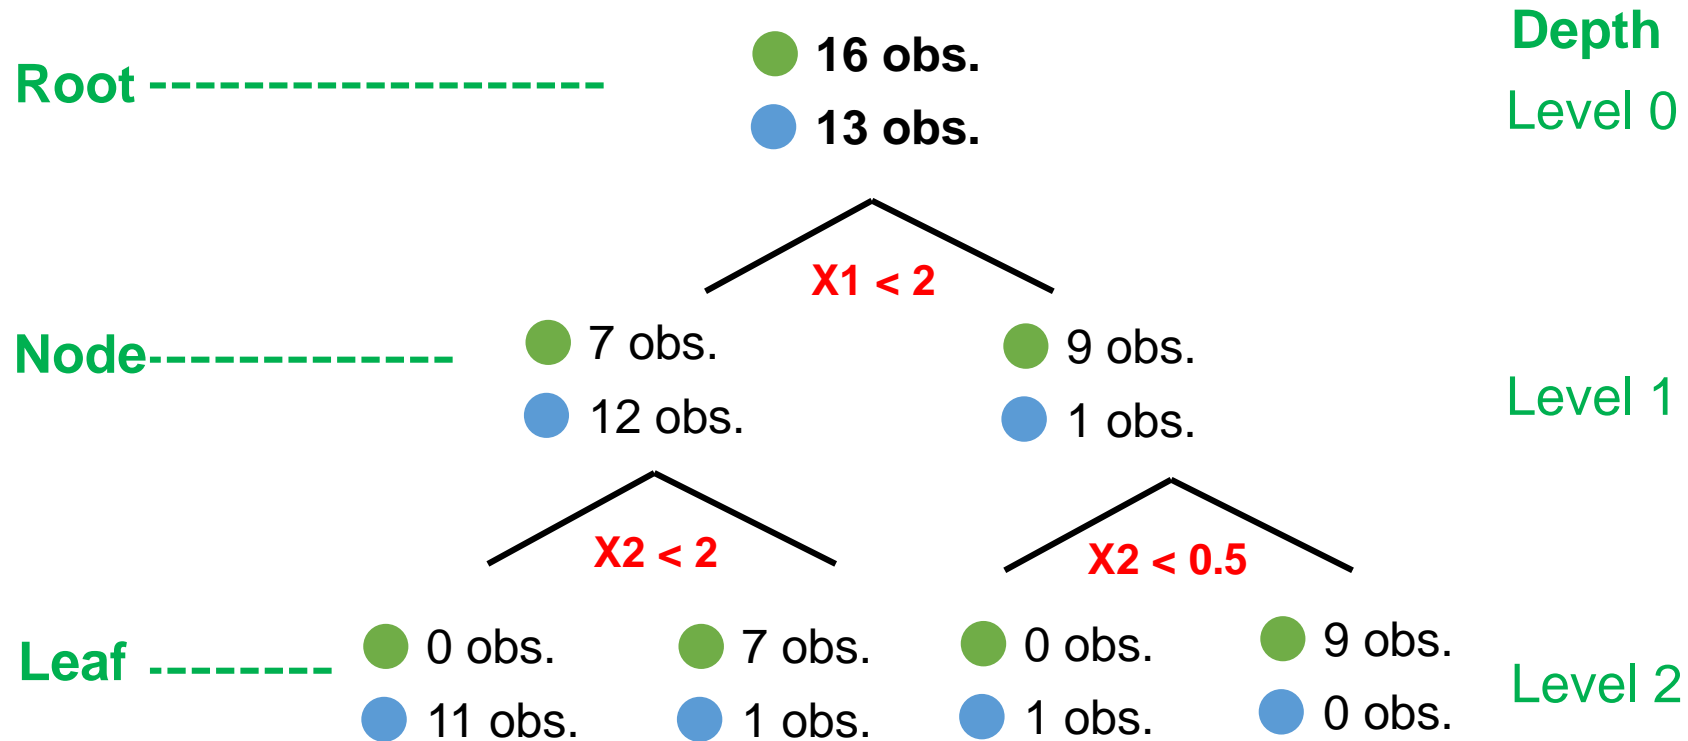 Depth
Root
16 obs.
13 obs.
Level 0
X1 < 2
Node
7 obs.
12 obs.
9 obs.
1 obs.
Level 1
X2 < 2
X2 < 0.5
Leaf
0 obs.
11 obs.
7 obs.
1 obs.
0 obs.
1 obs.
9 obs.
0 obs.
Level 2